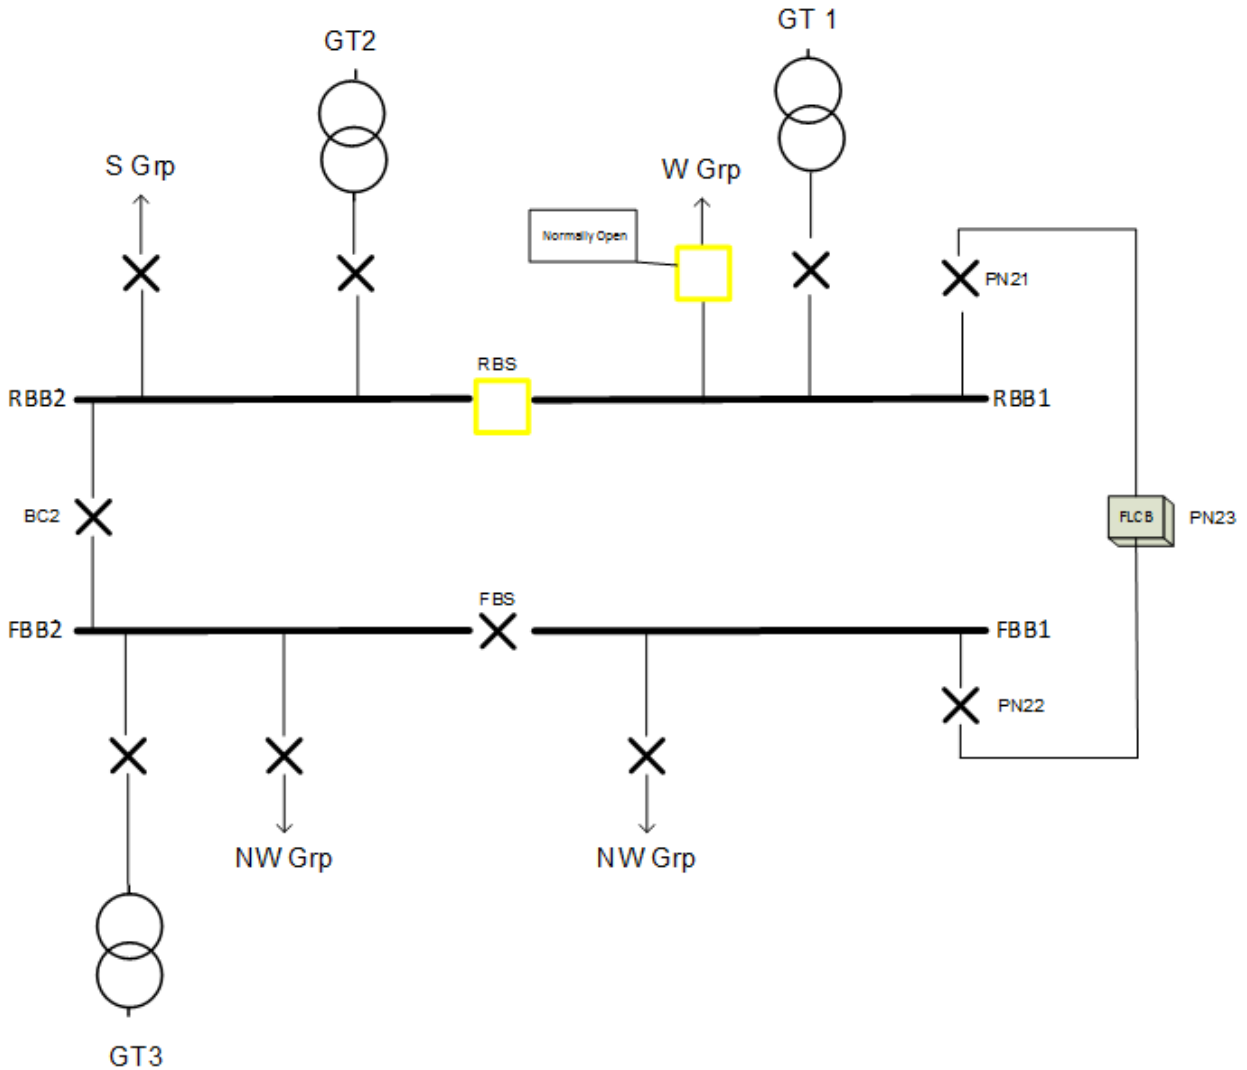 GT 1
GT2
S Grp
W Grp
Normally Open
PN21
RBS
RBB2
RBB1
BC2
FLCB
PN23
FBS
FBB2
FBB1
PN22
NW Grp
NW Grp
GT3